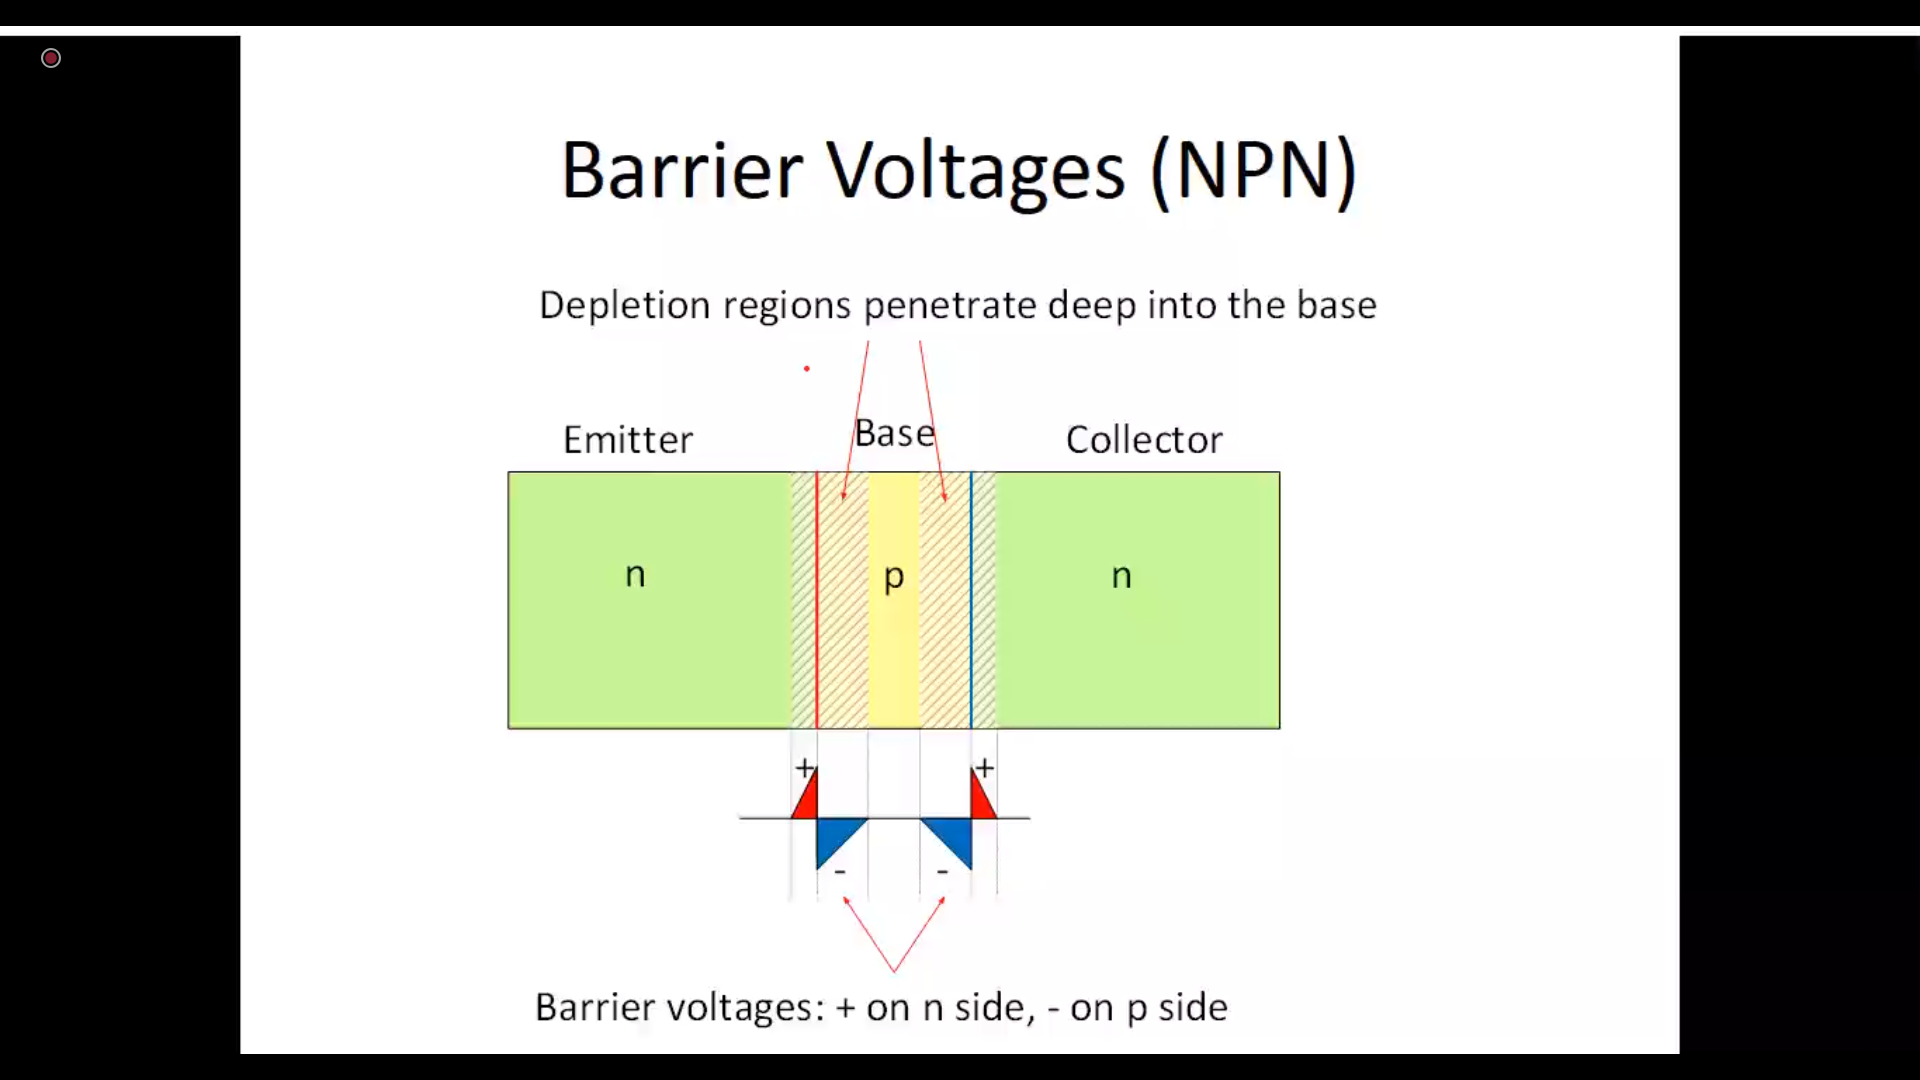 Barrier Voltages (NPN)
Depletion regions penetrate deep into the base
Emitter
Base
Collector
n
p
n
+
+
-
-
Barrier voltages: + on n side, - on p side